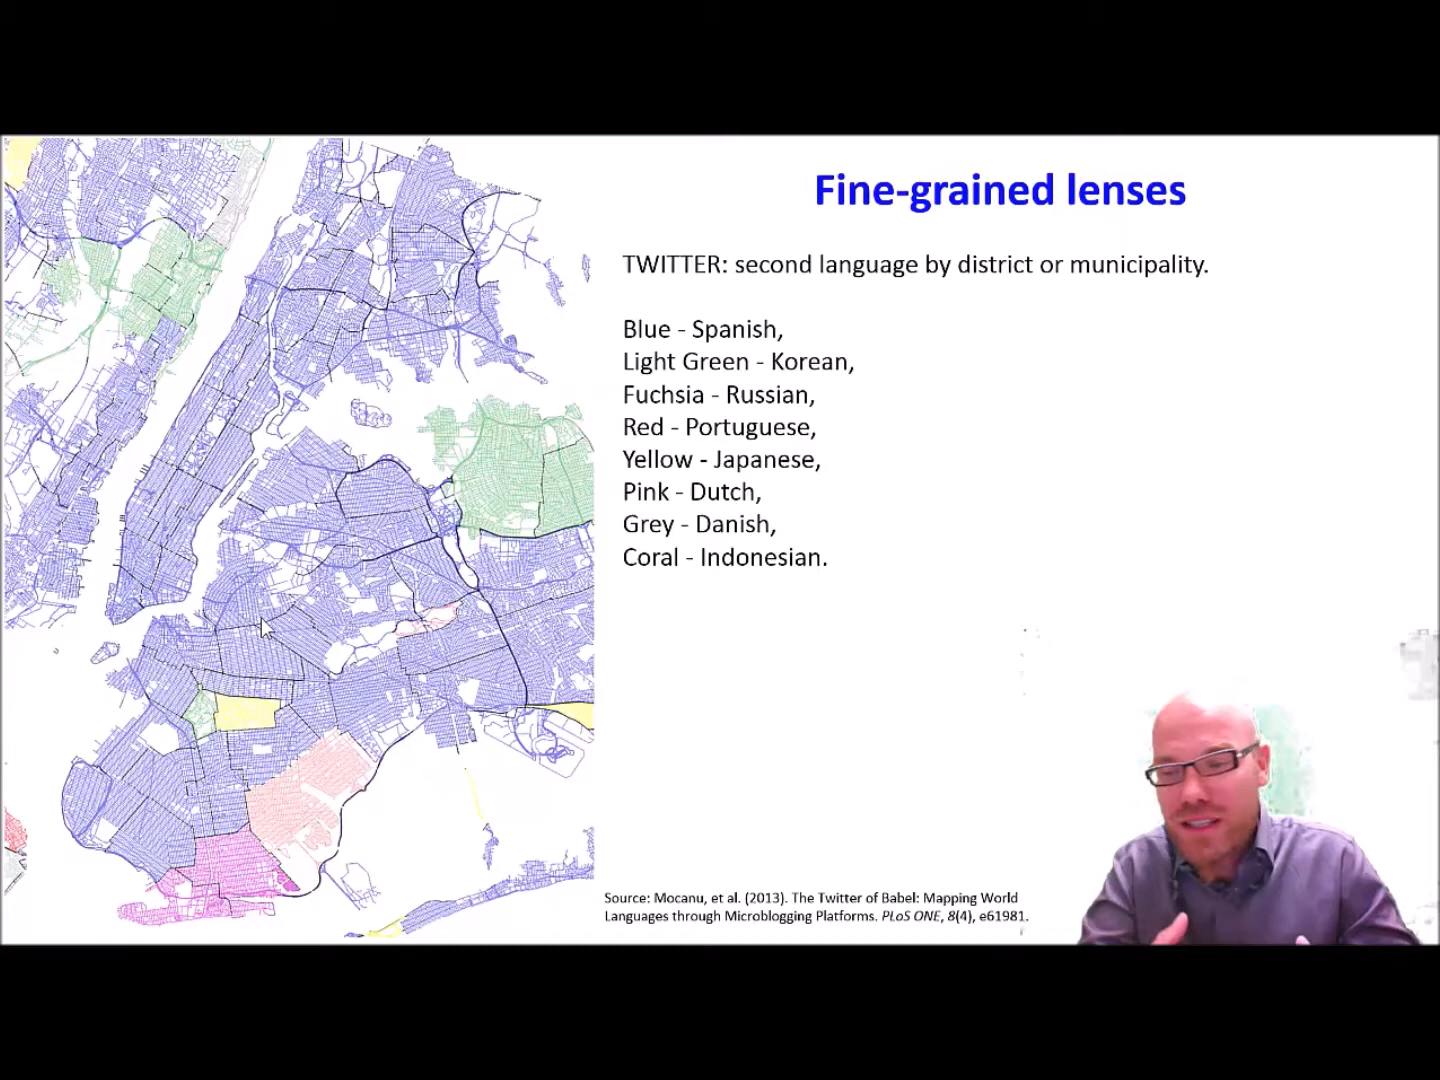 Fine-grained lenses
TWITTER: second language by district or municipality.
Blue - Spanish,
Light Green - Korean,
Fuchsia - Russian,
Red - Portuguese,
Yellow - Japanese,
Pink - Dutch,
Grey - Danish,
Coral - Indonesian.
Source: Mocanu, et al. (2013). The Twitter of Babel: Mapping World
Languages through Microblogging Platforms. PLoS ONE, 8(4), e61981.